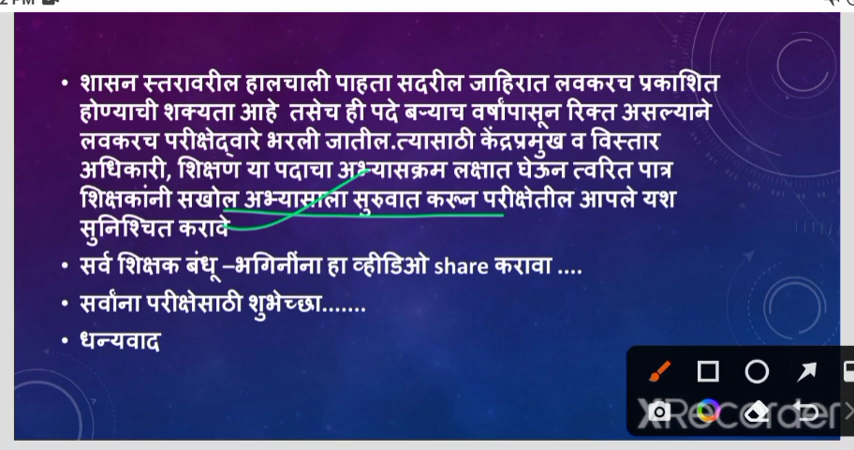 2 PM
• शासन स्तरावरील हालचाली पाहता सदरील जाहिरात लवकरच प्रकाशित
होण्याची शक्यता आहे तसेच ही पदे बऱ्याच वर्षांपासून रिक्त असल्याने
लवकरच परीक्षेद्वारे भरली जातील.त्यासाठी केंद्रप्रमुख व विस्तार
अधिकारी, शिक्षण या पदाचा अभ्यासक्रम लक्षात घेऊन त्वरित पात्र
शिक्षकांनी सखोल अभ्यासाला सुरुवात करून परीक्षेतील आपले यश
सुनिश्चित करावे
• सर्व शिक्षक बंधू –भगिनींना हा व्हीडिओ share करावा ....
• सर्वांना परीक्षेसाठी शुभेच्छा.......
• धन्यवाद
XRecorder